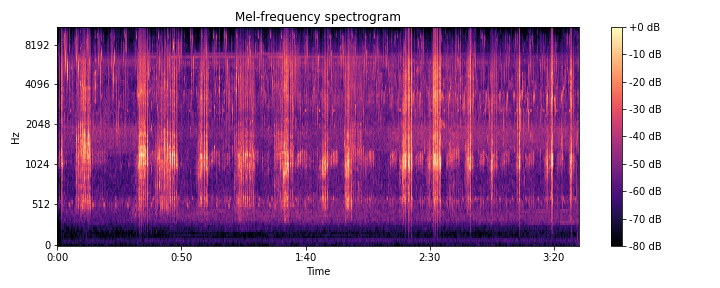 Mel-frequency spectrogram
8192
4096
2048
1024
512
0
Hz
0:00
0:50
1:40
2:30
3:20
Time
+0 dB
-10 dB
-20 dB
-30 dB
-40 dB
-50 dB
-60 dB
-70 dB
-80 dB